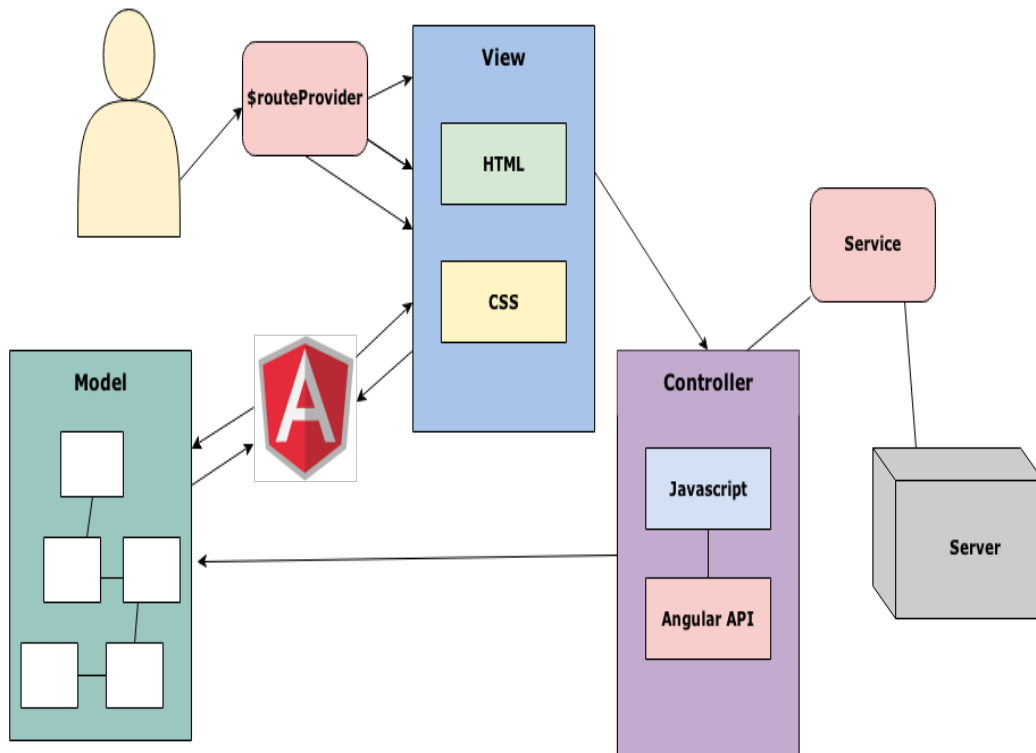 View
$routeProvider
HTML
Service
CSS
Model
Controller
Javascript
Server
Angular API